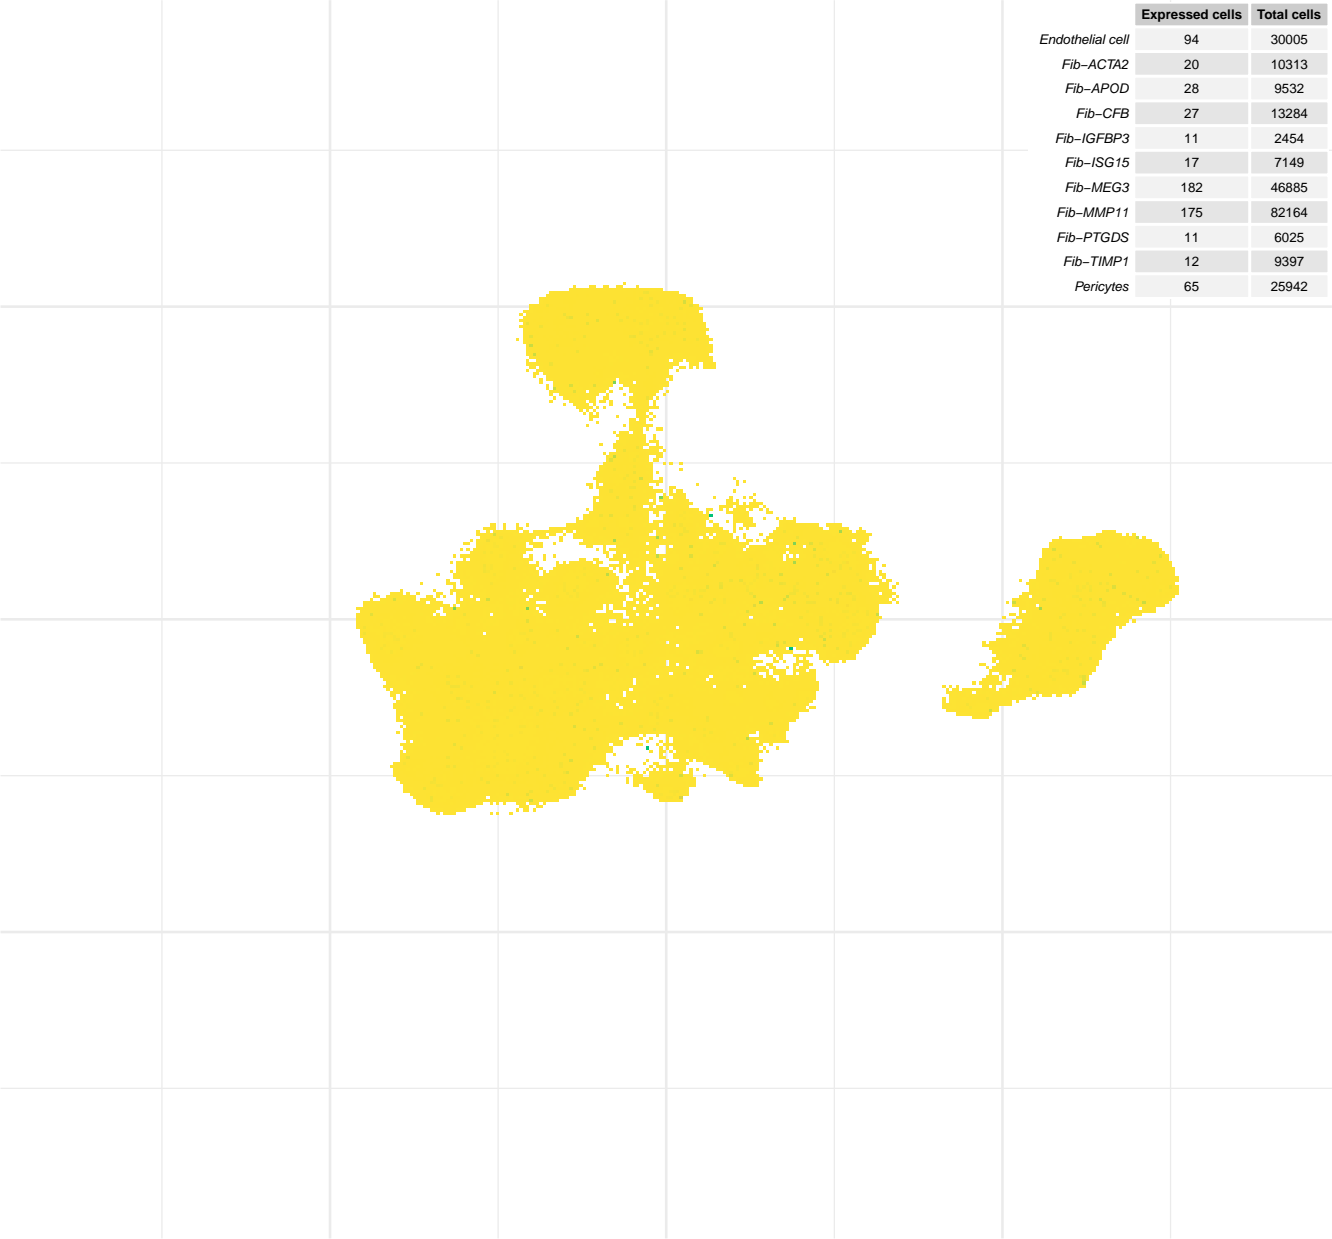 Expressed cells Total cells
Endothelial cell 94 30005
Fib−ACTA2 20 10313
Fib−APOD 28 9532
Fib−CFB 27 13284
Fib−IGFBP3 11 2454
Fib−ISG15 17 7149
Fib−MEG3 182 46885
Fib−MMP11 175 82164
Fib−PTGDS 11 6025
Fib−TIMP1 12 9397
Pericytes 65 25942